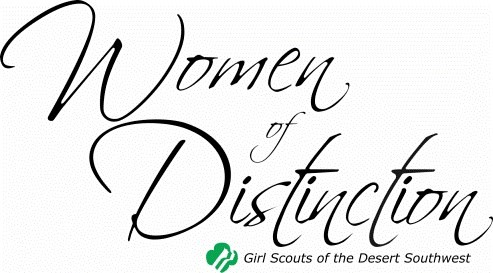 Women
of
Distinction
Girl Scouts of the Desert Southwest